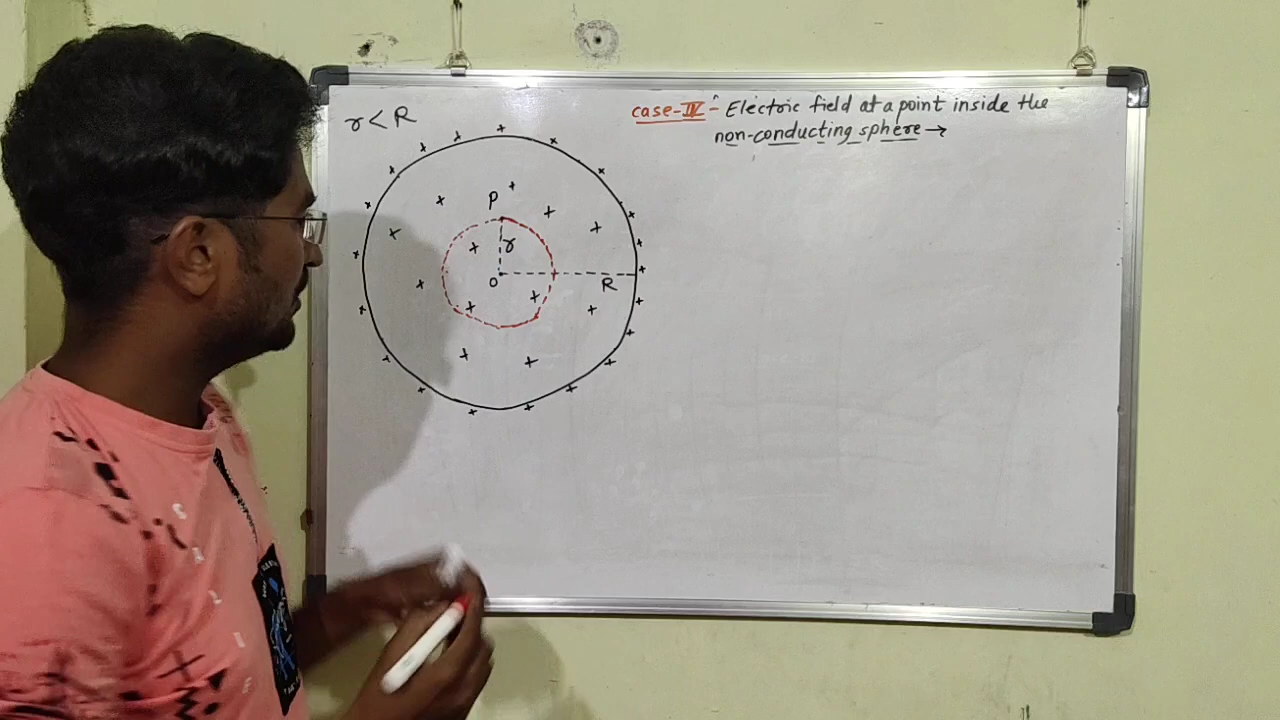 r < R
case-IV:- Electric field at a point inside the
non-conducting sphere →
P
r
O
R